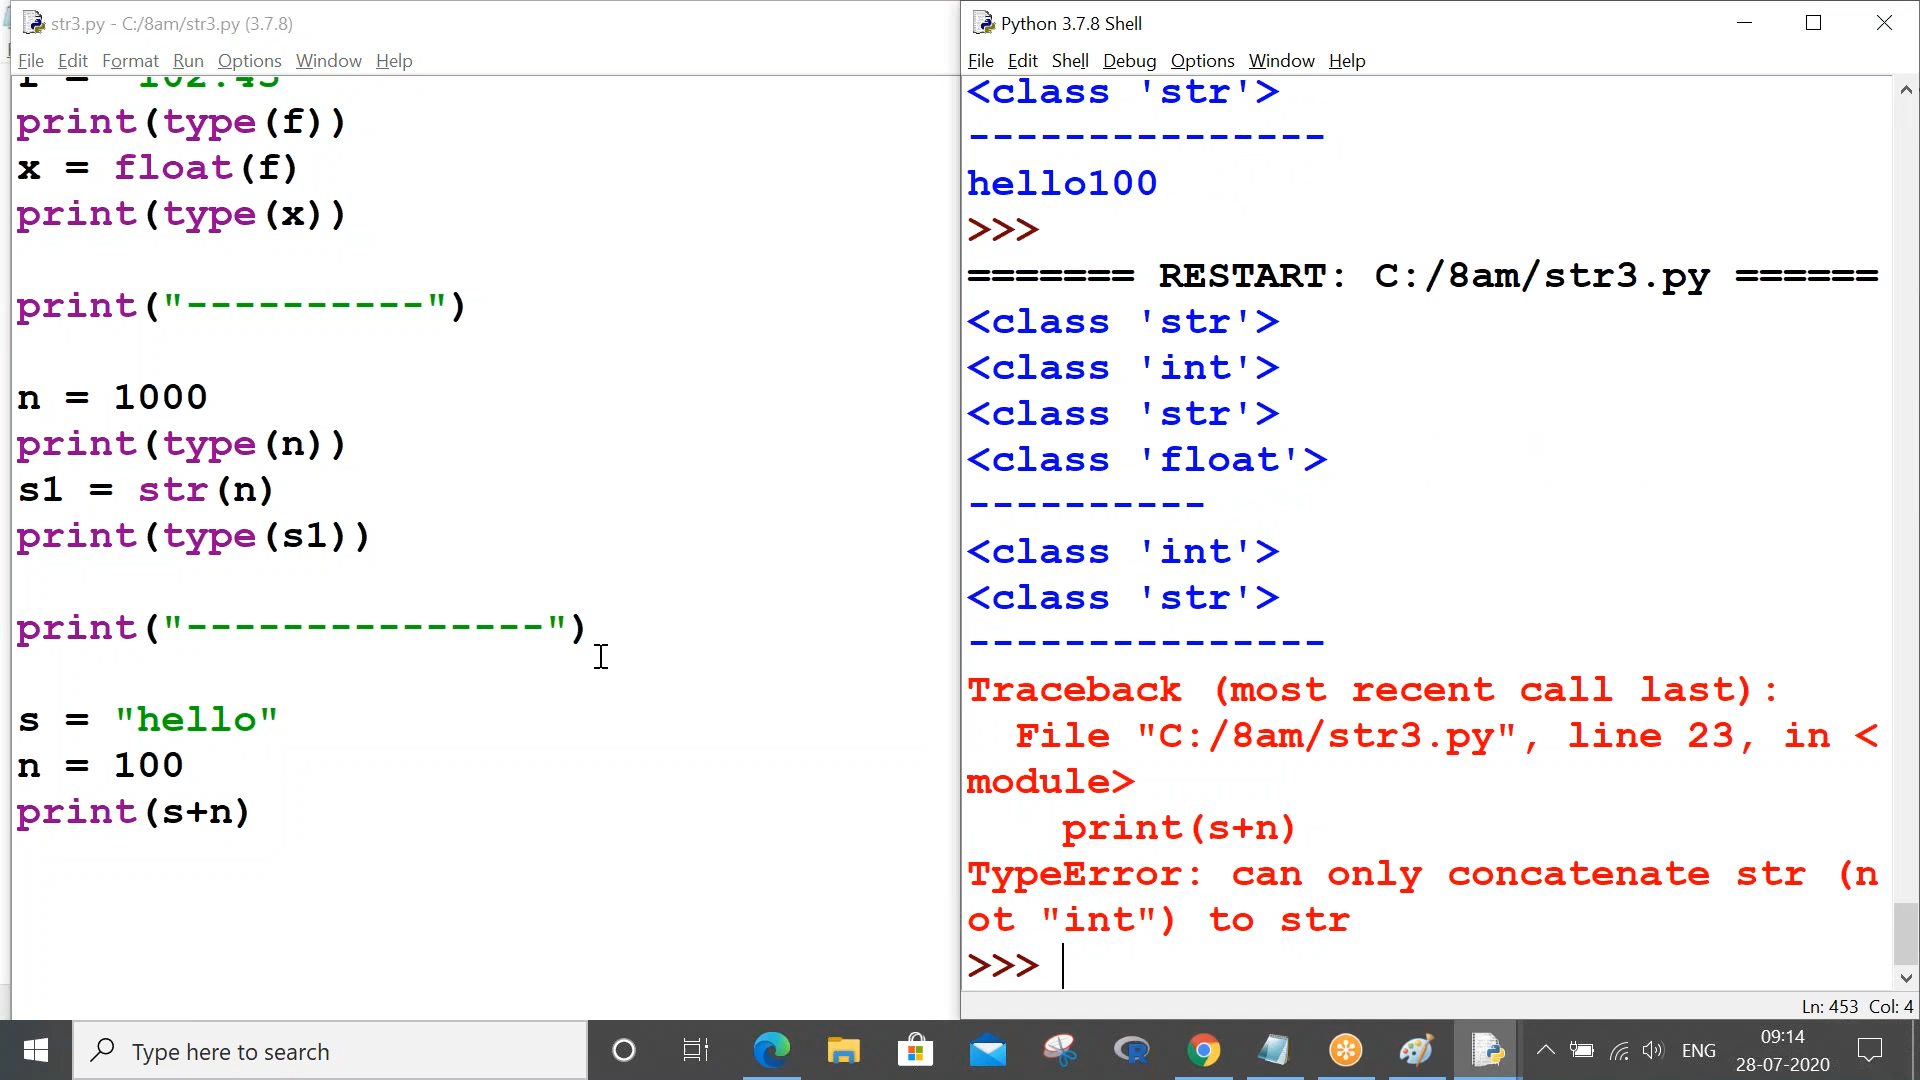 str3.py - C:/8am/str3.py (3.7.8)
File Edit Format Run Options Window Help
print(type(f))
x = float(f)
print(type(x))
print("----------")
n = 1000
print(type(n))
s1 = str(n)
print(type(s1))
print("---------------")
s = "hello"
n = 100
print(s+n)
Python 3.7.8 Shell
File Edit Shell Debug Options Window Help
<class 'str'>
---------------
hello100
>>>
======= RESTART: C:/8am/str3.py ======
<class 'str'>
<class 'int'>
<class 'str'>
<class 'float'>
----------
<class 'int'>
<class 'str'>
---------------
Traceback (most recent call last):
File "C:/8am/str3.py", line 23, in <
module>
print(s+n)
TypeError: can only concatenate str (n
ot "int") to str
>>>
Ln: 453 Col: 4
Type here to search
ENG
09:14
28-07-2020